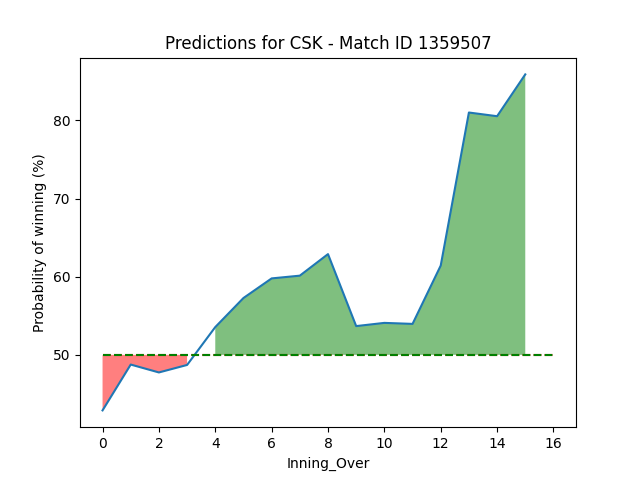 Predictions for CSK - Match ID 1359507
Probability of winning (%)
80
70
60
50
0 2 4 6 8 10 12 14 16
Inning_Over